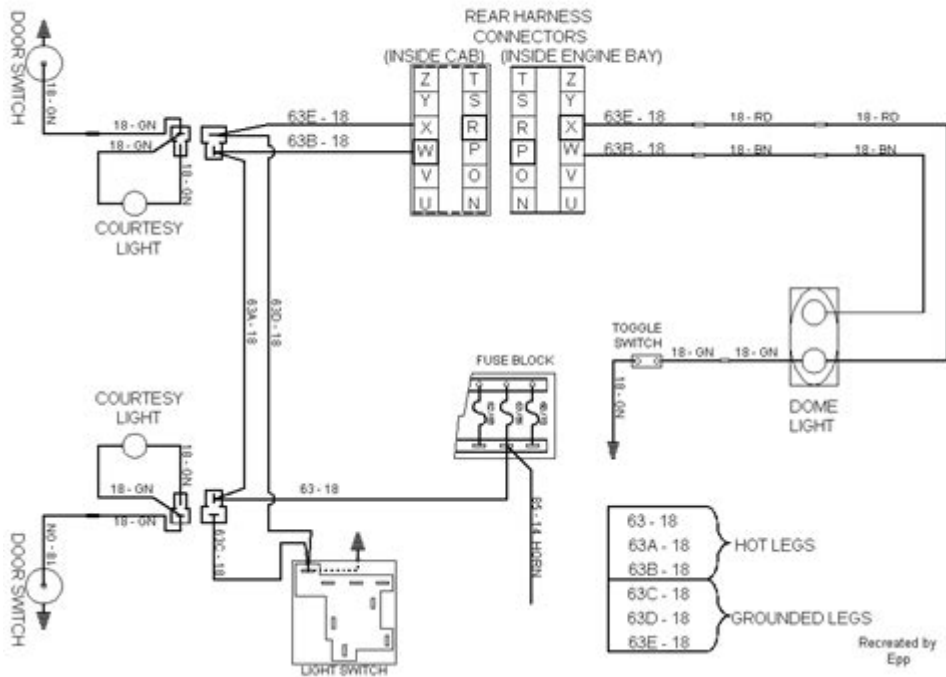 REAR HARNESS
CONNECTORS
(INSIDE CAB) (INSIDE ENGINE BAY)
DOOR SWITCH
18 - GN
18 - GN
18 - GN
18 - GN
COURTESY
LIGHT
63E - 18
63B - 18
Z T
Y S
X R
W P
V O
U N
T Z
S Y
R X
P W
O V
N U
63E - 18
63B - 18
18 - RD
18 - RD
18 - BN
18 - BN
63A - 18
63D - 18
TOGGLE
SWITCH
18 - GN
18 - GN
18 - GN
DOME
LIGHT
FUSE BLOCK
COURTESY
LIGHT
18 - GN
18 - GN
18 - GN
18 - GN
DOOR SWITCH
63 - 18
63C - 18
85 - 14 HORN
LIGHT SWITCH
63 - 18
63A - 18
63B - 18
HOT LEGS
63C - 18
63D - 18
63E - 18
GROUNDED LEGS
Recreated by
Epp